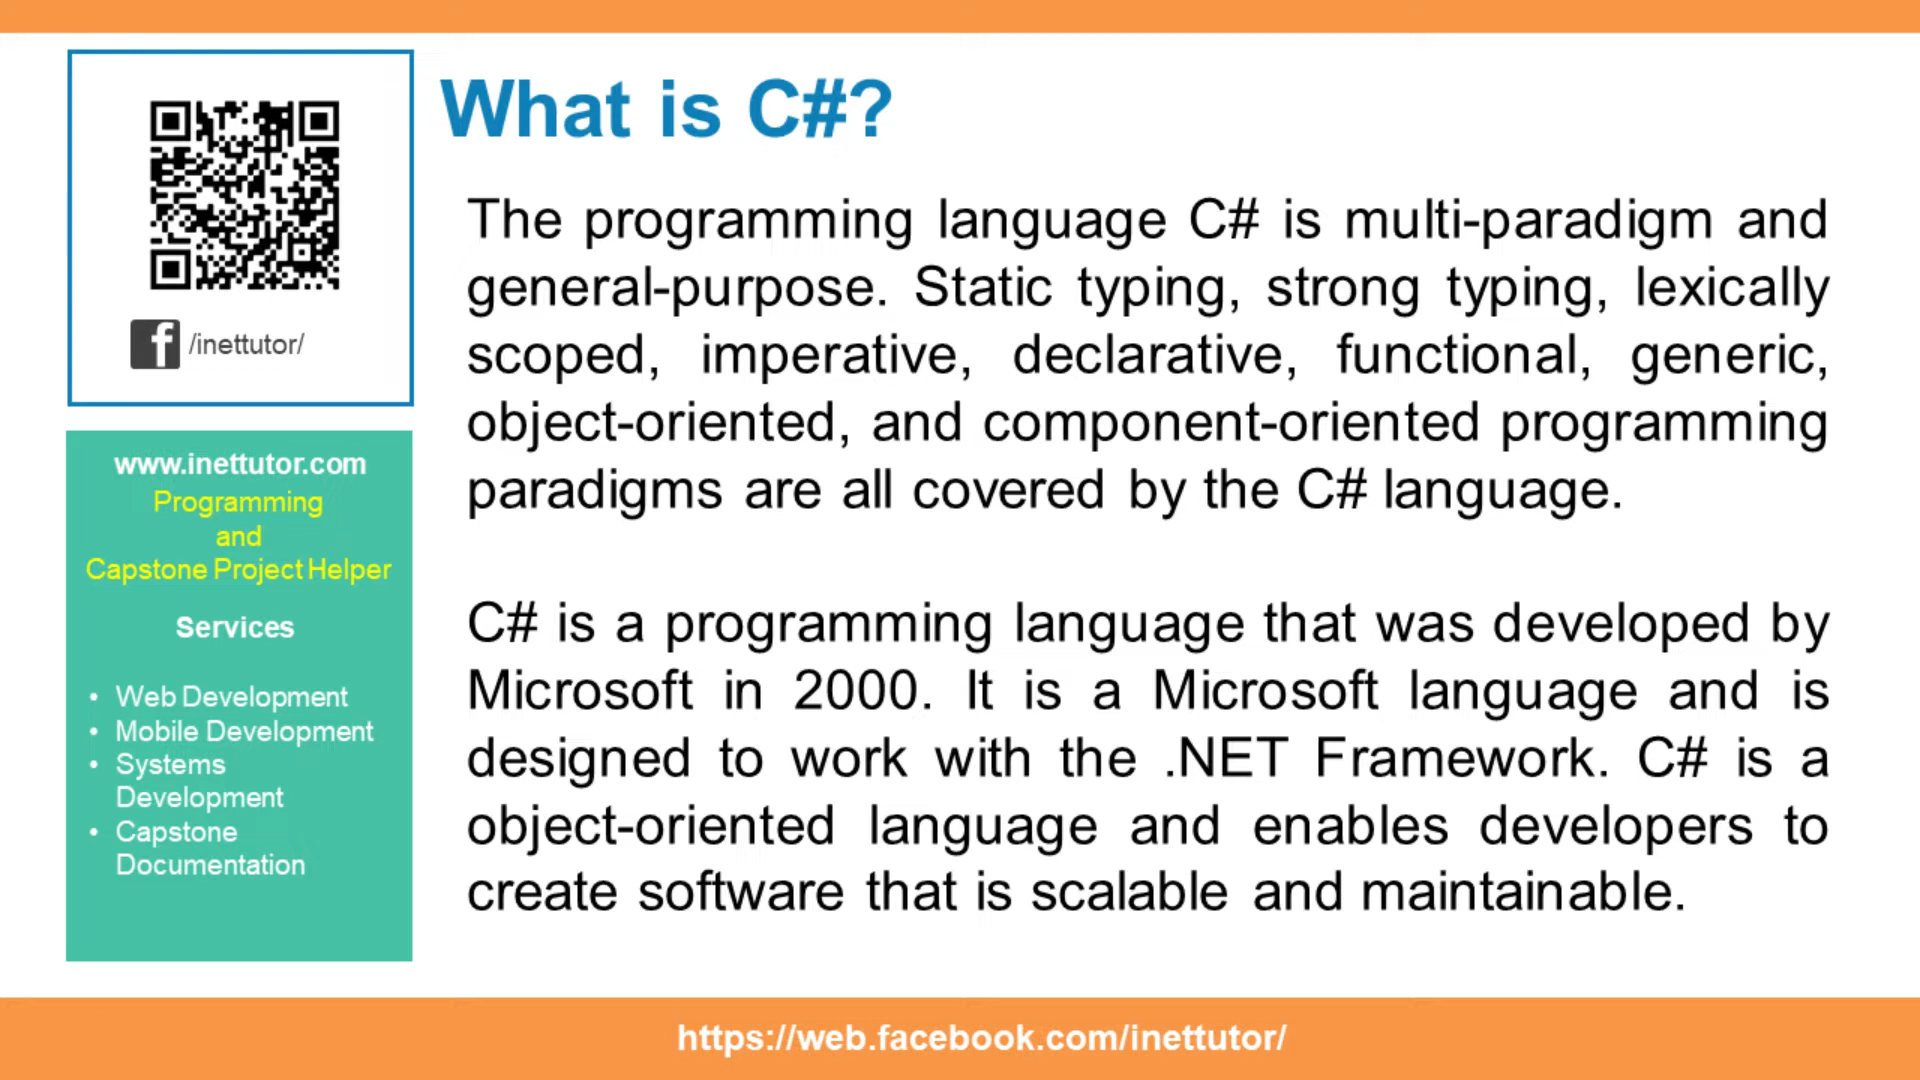 What is C#?
The programming language C# is multi-paradigm and
general-purpose. Static typing, strong typing, lexically
scoped, imperative, declarative, functional, generic,
object-oriented, and component-oriented programming
paradigms are all covered by the C# language.
C# is a programming language that was developed by
Microsoft in 2000. It is a Microsoft language and is
designed to work with the .NET Framework. C# is a
object-oriented language and enables developers to
create software that is scalable and maintainable.
/inettutor/
www.inettutor.com
Programming
and
Capstone Project Helper
Services
• Web Development
• Mobile Development
• Systems
Development
• Capstone
Documentation
https://web.facebook.com/inettutor/